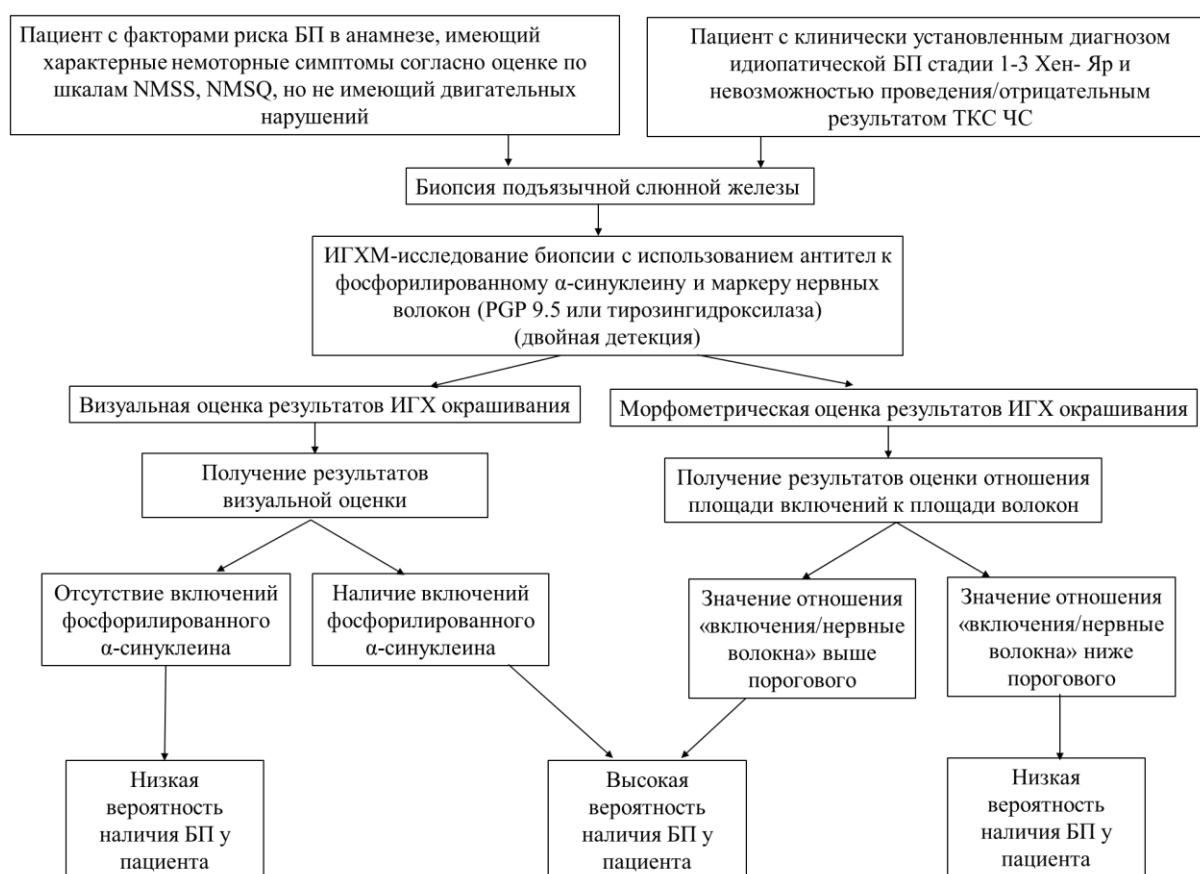 Пациент с факторами риска БП в анамнезе, имеющий
характерные немоторные симптомы согласно оценке по
шкалам NMSS, NMSQ, но не имеющий двигательных
нарушений
Пациент с клинически установленным диагнозом
идиопатической БП стадии 1-3 Хен- Яр и
невозможностью проведения/отрицательным
результатом ТКС ЧС
Биопсия подъязычной слюнной железы
ИГХМ-исследование биопсии с использованием антител к
фосфорилированному α-синуклеину и маркеру нервных
волокон (PGP 9.5 или тирозингидроксилаза)
(двойная детекция)
Визуальная оценка результатов ИГХ окрашивания
Морфометрическая оценка результатов ИГХ окрашивания
Получение результатов
визуальной оценки
Получение результатов оценки отношения
площади включений к площади волокон
Отсутствие включений
фосфорилированного
α-синуклеина
Наличие включений
фосфорилированного
α-синуклеина
Значение отношения
«включения/нервные
волокна» выше
порогового
Значение отношения
«включения/нервные
волокна» ниже
порогового
Низкая
вероятность
наличия БП у
пациента
Высокая
вероятность
наличия БП у
пациента
Низкая
вероятность
наличия БП у
пациента